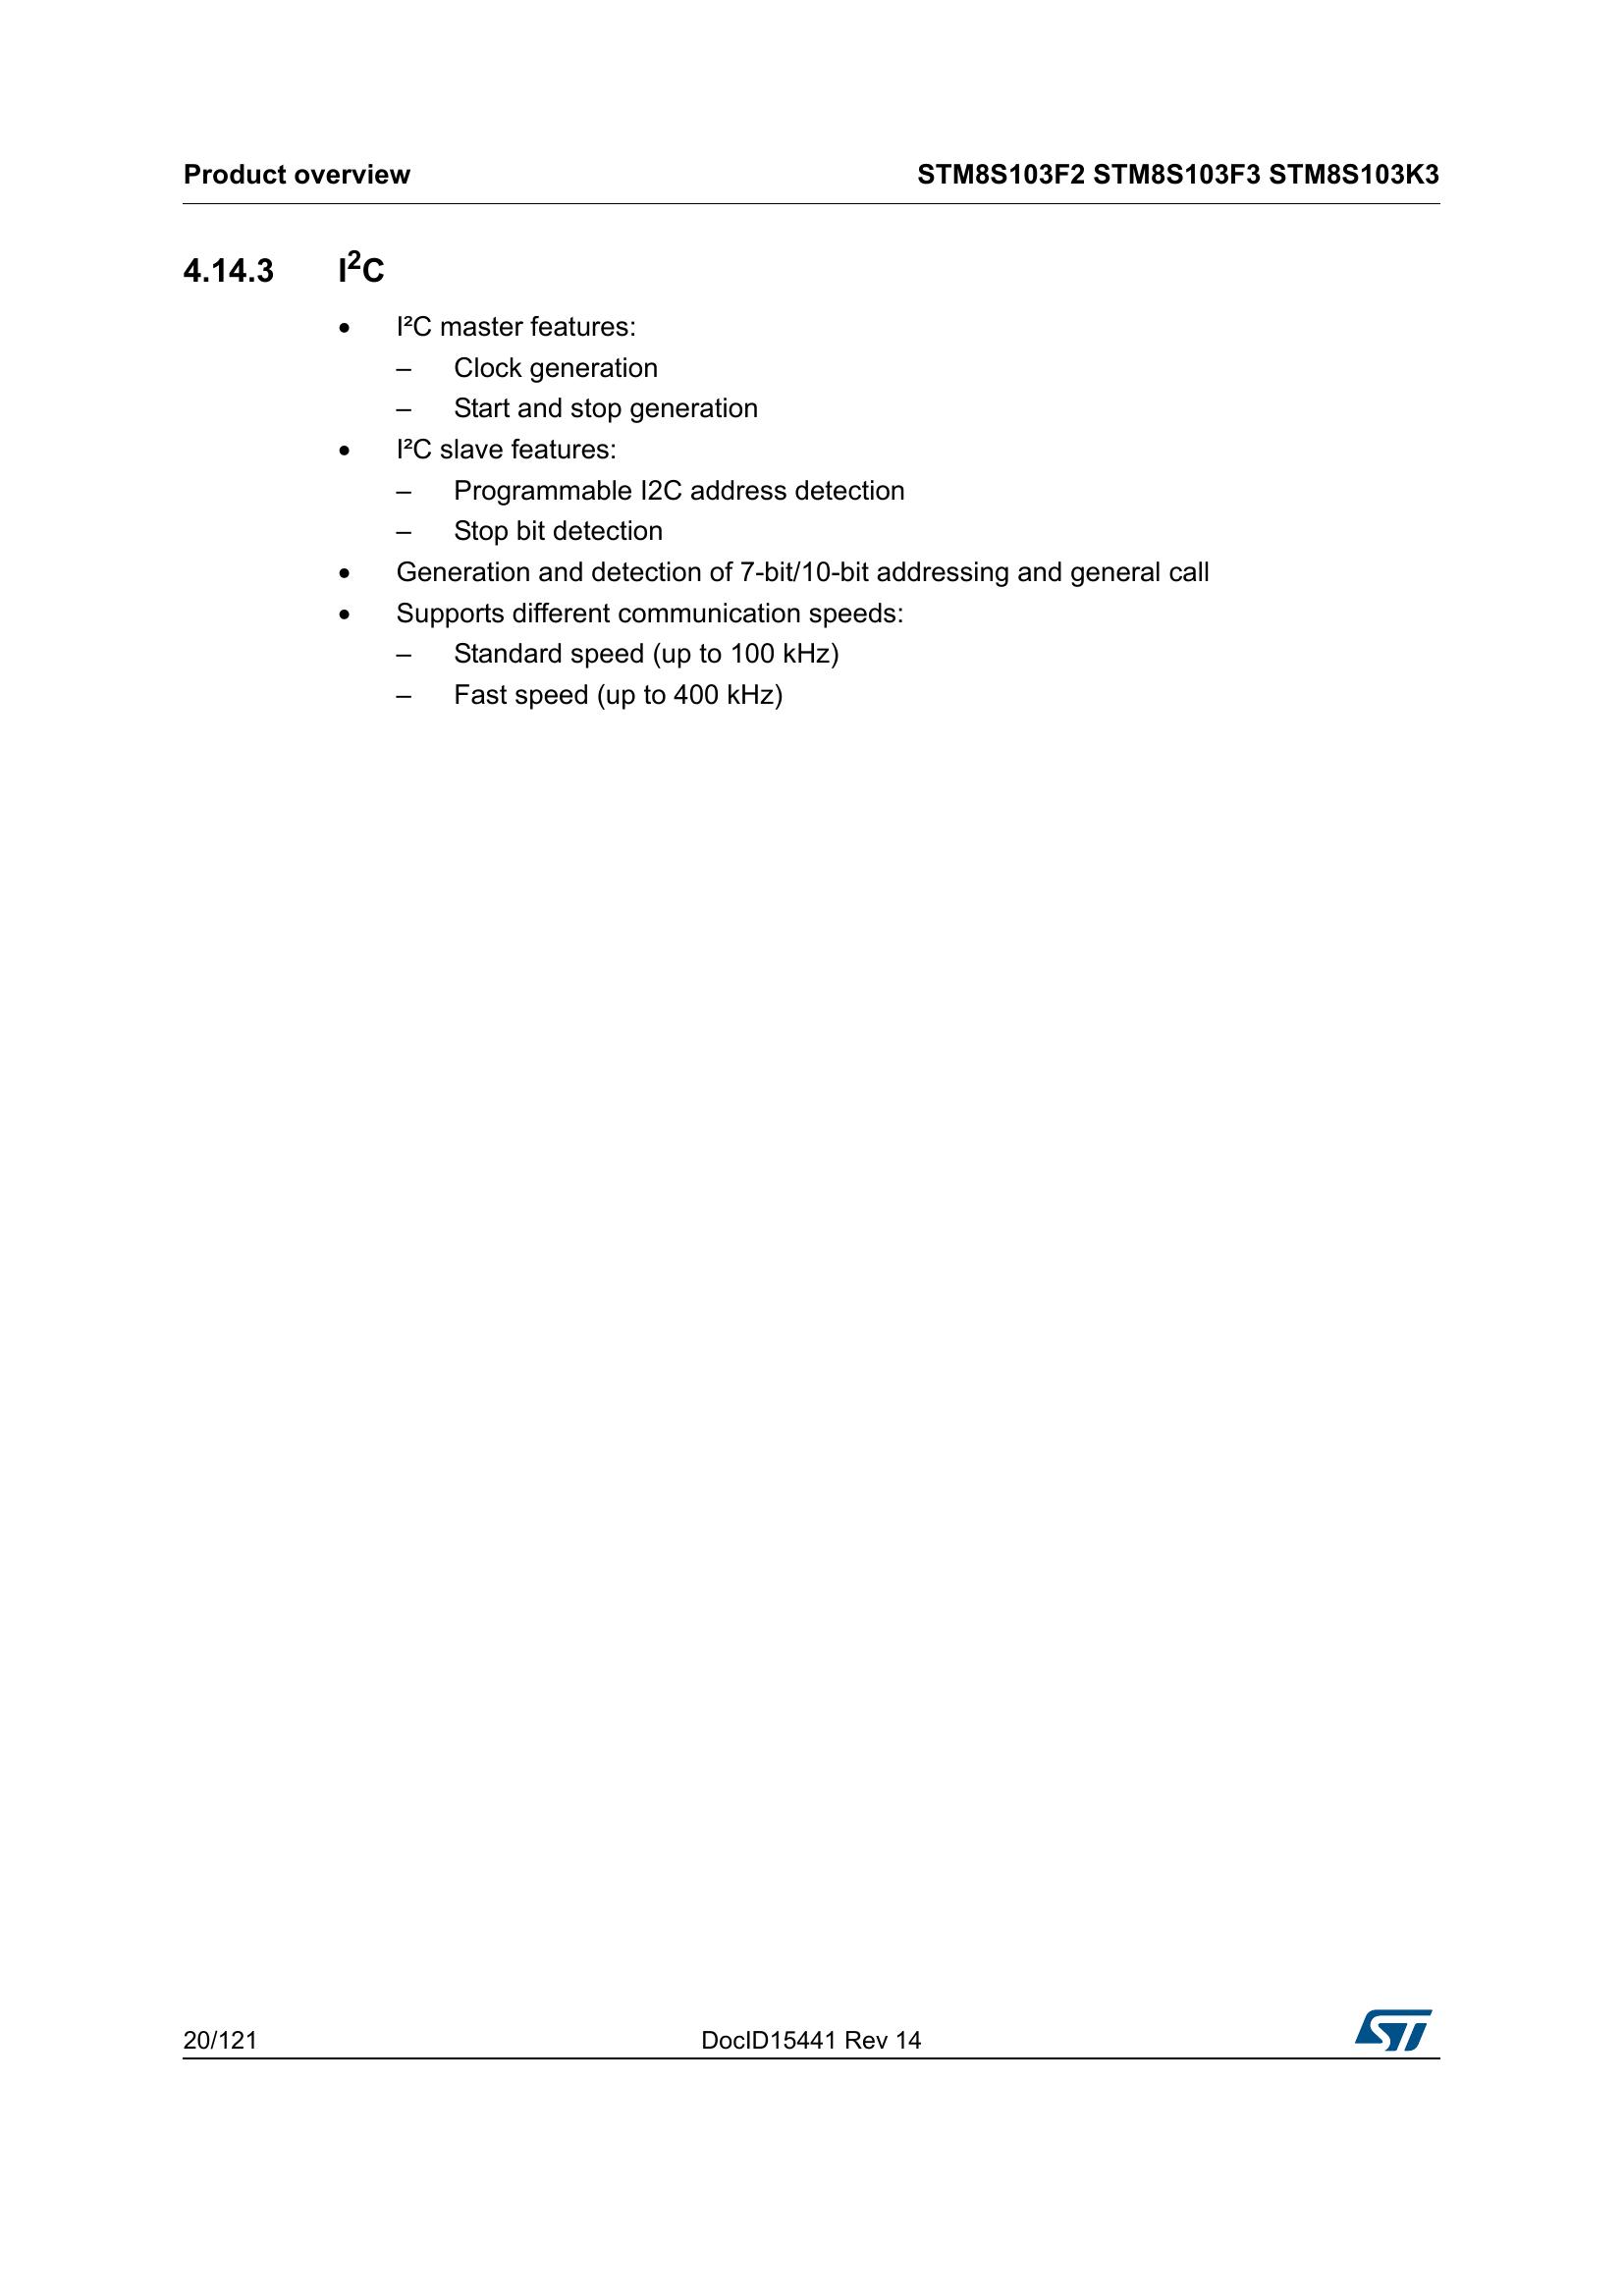 Product overview STM8S103F2 STM8S103F3 STM8S103K3
4.14.3 I²C
• I²C master features:
– Clock generation
– Start and stop generation
• I²C slave features:
– Programmable I2C address detection
– Stop bit detection
• Generation and detection of 7-bit/10-bit addressing and general call
• Supports different communication speeds:
– Standard speed (up to 100 kHz)
– Fast speed (up to 400 kHz)
20/121 DocID15441 Rev 14 ST